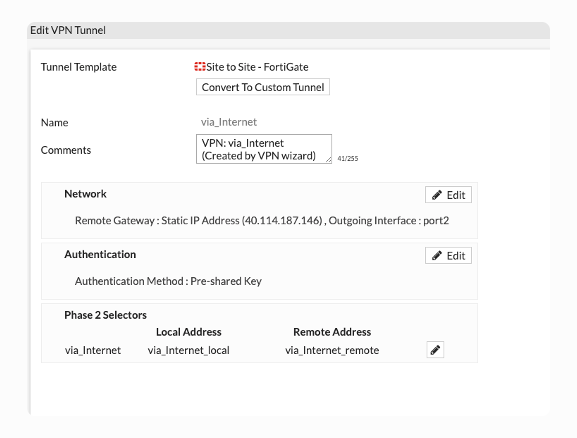 Edit VPN Tunnel
Tunnel Template
Site to Site - FortiGate
Convert To Custom Tunnel
Name
via_Internet
Comments
VPN: via_Internet
(Created by VPN wizard)
41/255
Network
Edit
Remote Gateway : Static IP Address (40.114.187.146) , Outgoing Interface : port2
Authentication
Edit
Authentication Method : Pre-shared Key
Phase 2 Selectors
Local Address Remote Address
via_Internet via_Internet_local via_Internet_remote